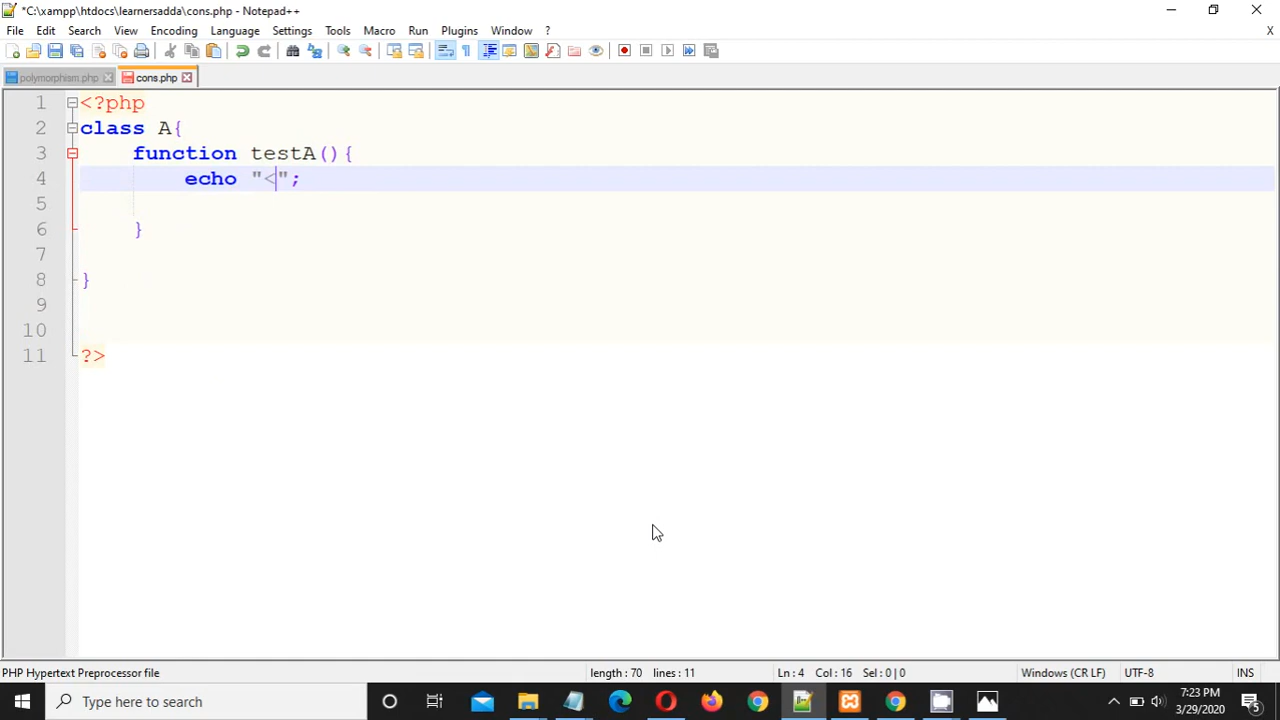 *C:\xampp\htdocs\learnersadda\cons.php - Notepad++
File Edit Search View Encoding Language Settings Tools Macro Run Plugins Window ? X
polymorphism.php cons.php
1 <?php
2 class A{
3 function testA(){
4 echo "<";
5
6 }
7
8 }
9
10
11 ?>
PHP Hypertext Preprocessor file length : 70 lines : 11 Ln : 4 Col : 16 Sel : 0 | 0 Windows (CR LF) UTF-8 INS
Type here to search 7:23 PM
3/29/2020 5